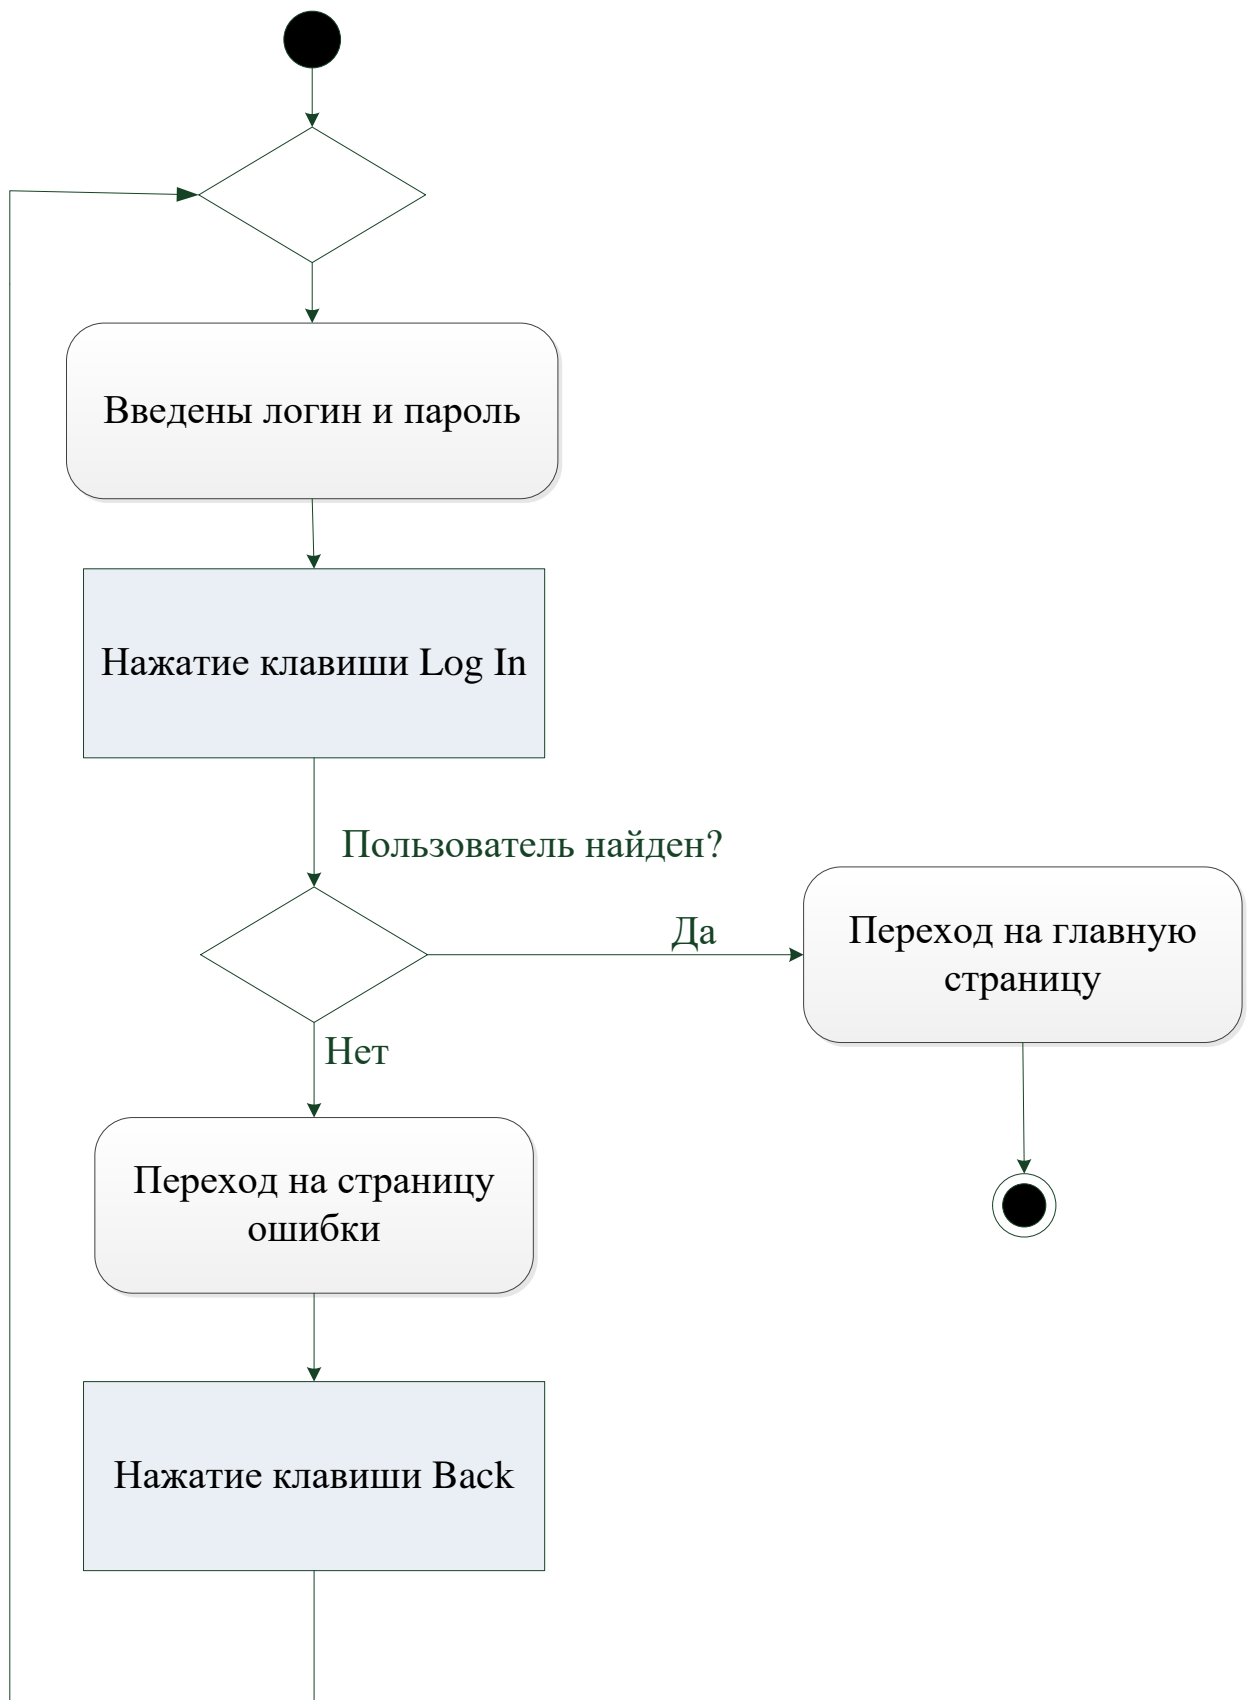 Введены логин и пароль
Нажатие клавиши Log In
Пользователь найден?
Да
Переход на главную
страницу
Нет
Переход на страницу
ошибки
Нажатие клавиши Back